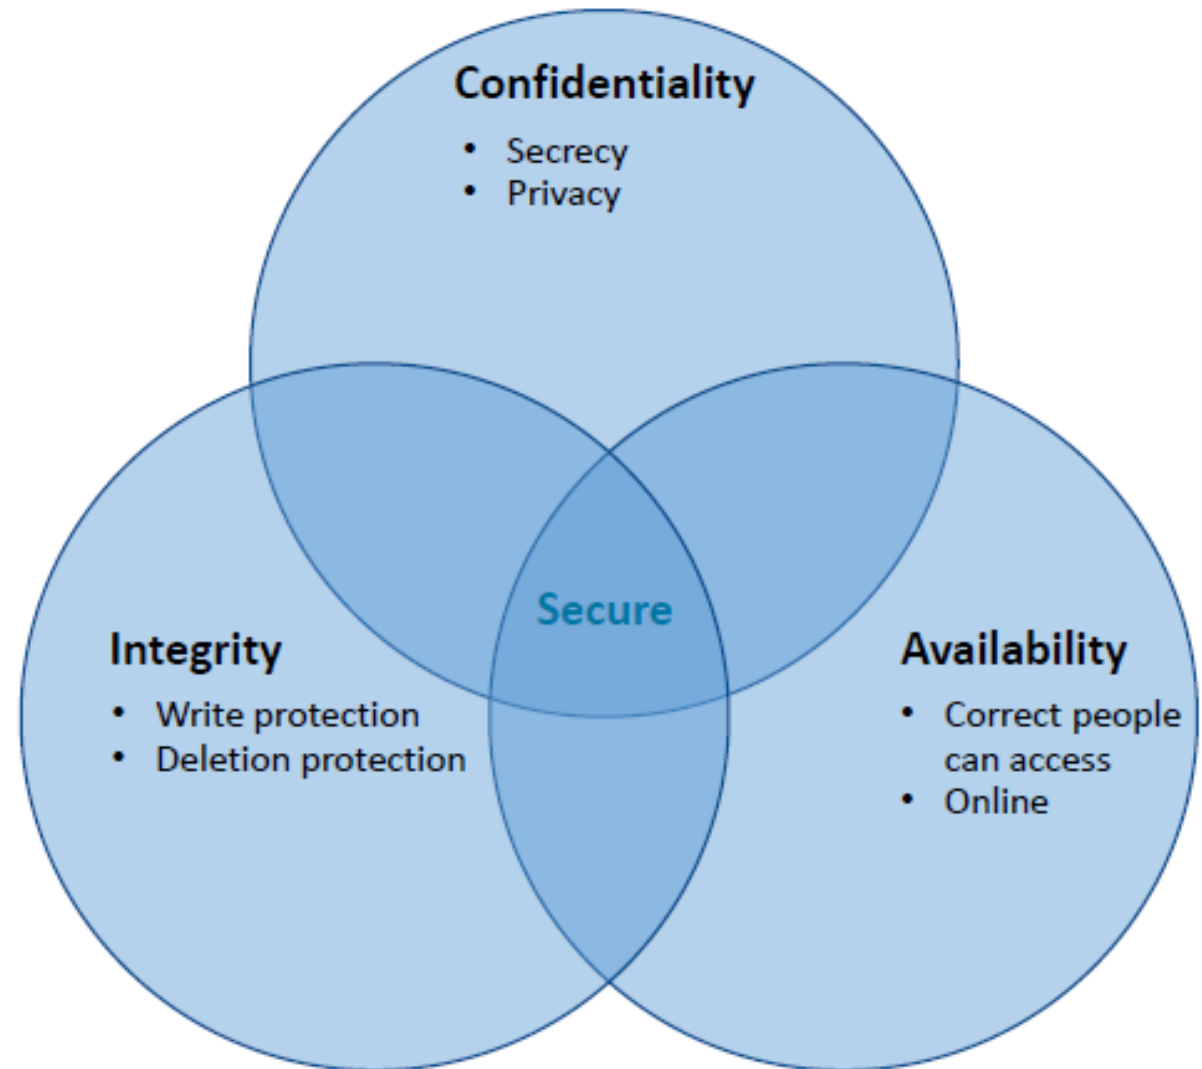 Confidentiality
• Secrecy
• Privacy
Secure
Integrity
• Write protection
• Deletion protection
Availability
• Correct people
can access
• Online